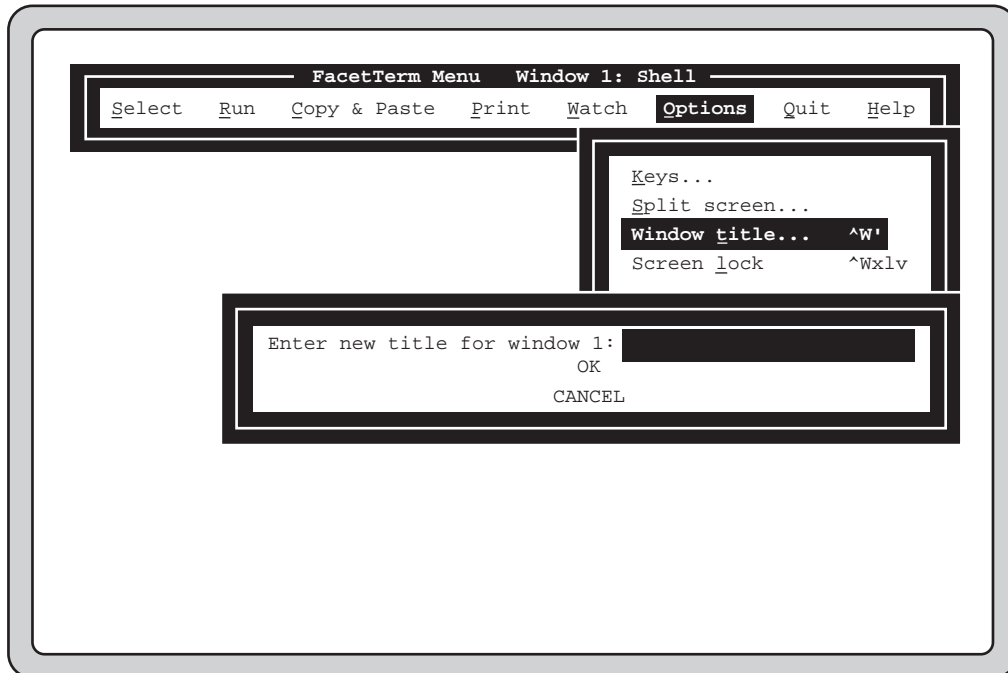 FacetTerm Menu Window 1: Shell
Select Run Copy & Paste Print Watch Options Quit Help
Keys...
Split screen...
Window title... ^W'
Screen lock ^Wxlv
Enter new title for window 1:
OK
CANCEL